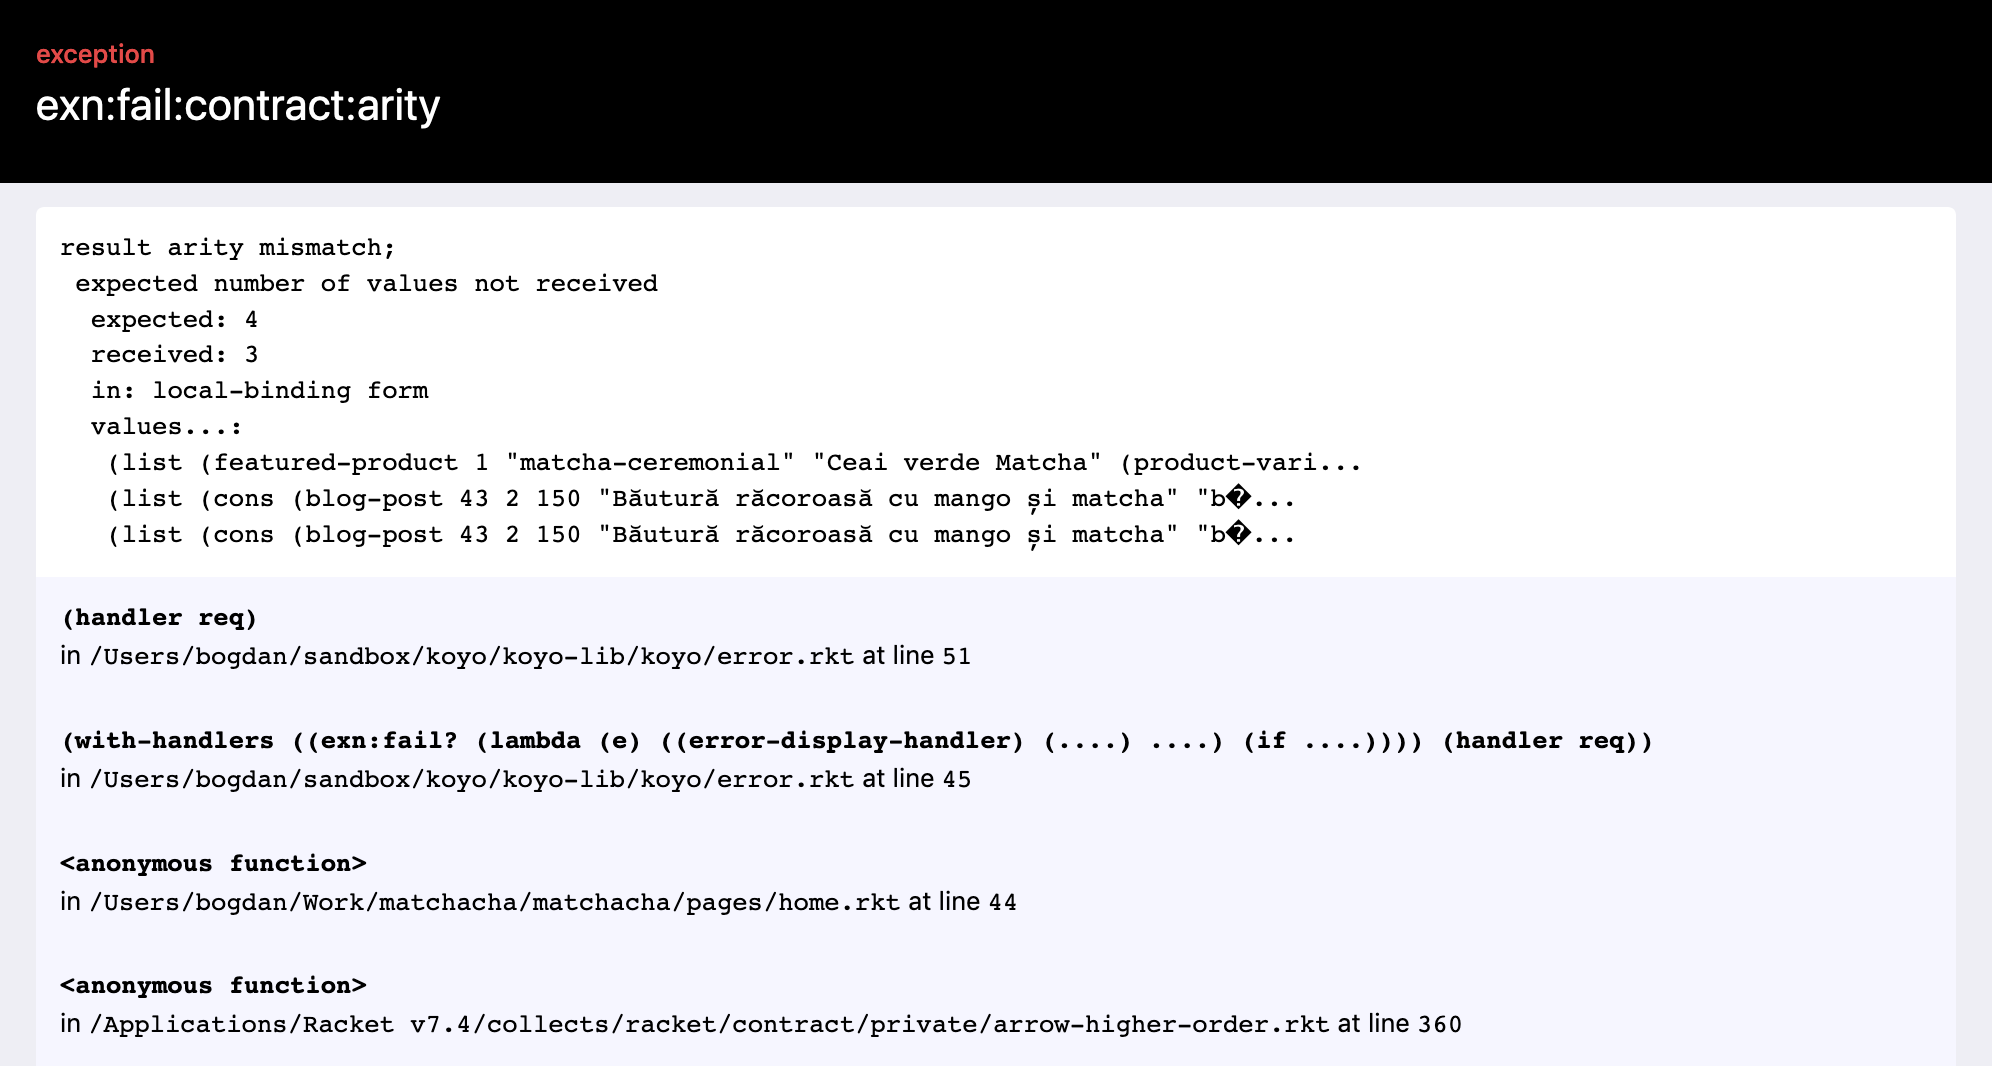 exception
exn:fail:contract:arity
result arity mismatch;
 expected number of values not received
  expected: 4
  received: 3
  in: local-binding form
  values...:
   (list (featured-product 1 "matcha-ceremonial" "Ceai verde Matcha" (product-vari...
   (list (cons (blog-post 43 2 150 "Băutură răcoroasă cu mango și matcha" "b�...
   (list (cons (blog-post 43 2 150 "Băutură răcoroasă cu mango și matcha" "b�...
(handler req)
in /Users/bogdan/sandbox/koyo/koyo-lib/koyo/error.rkt at line 51
(with-handlers ((exn:fail? (lambda (e) ((error-display-handler) (....) ....) (if ....)))) (handler req))
in /Users/bogdan/sandbox/koyo/koyo-lib/koyo/error.rkt at line 45
<anonymous function>
in /Users/bogdan/Work/matchacha/matchacha/pages/home.rkt at line 44
<anonymous function>
in /Applications/Racket v7.4/collects/racket/contract/private/arrow-higher-order.rkt at line 360